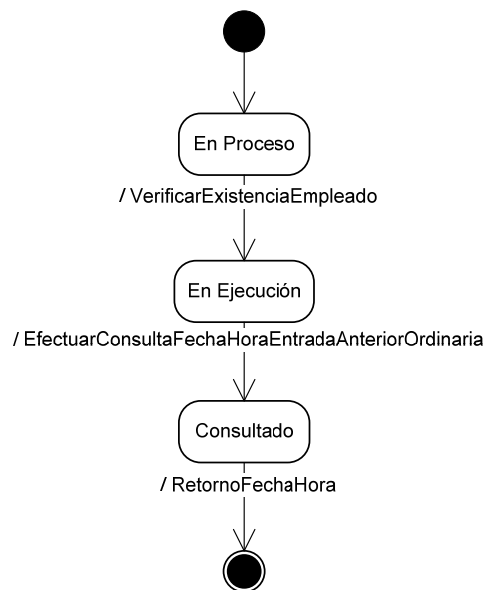 En Proceso
/ VerificarExistenciaEmpleado
En Ejecución
/ EfectuarConsultaFechaHoraEntradaAnteriorOrdinaria
Consultado
/ RetornoFechaHora